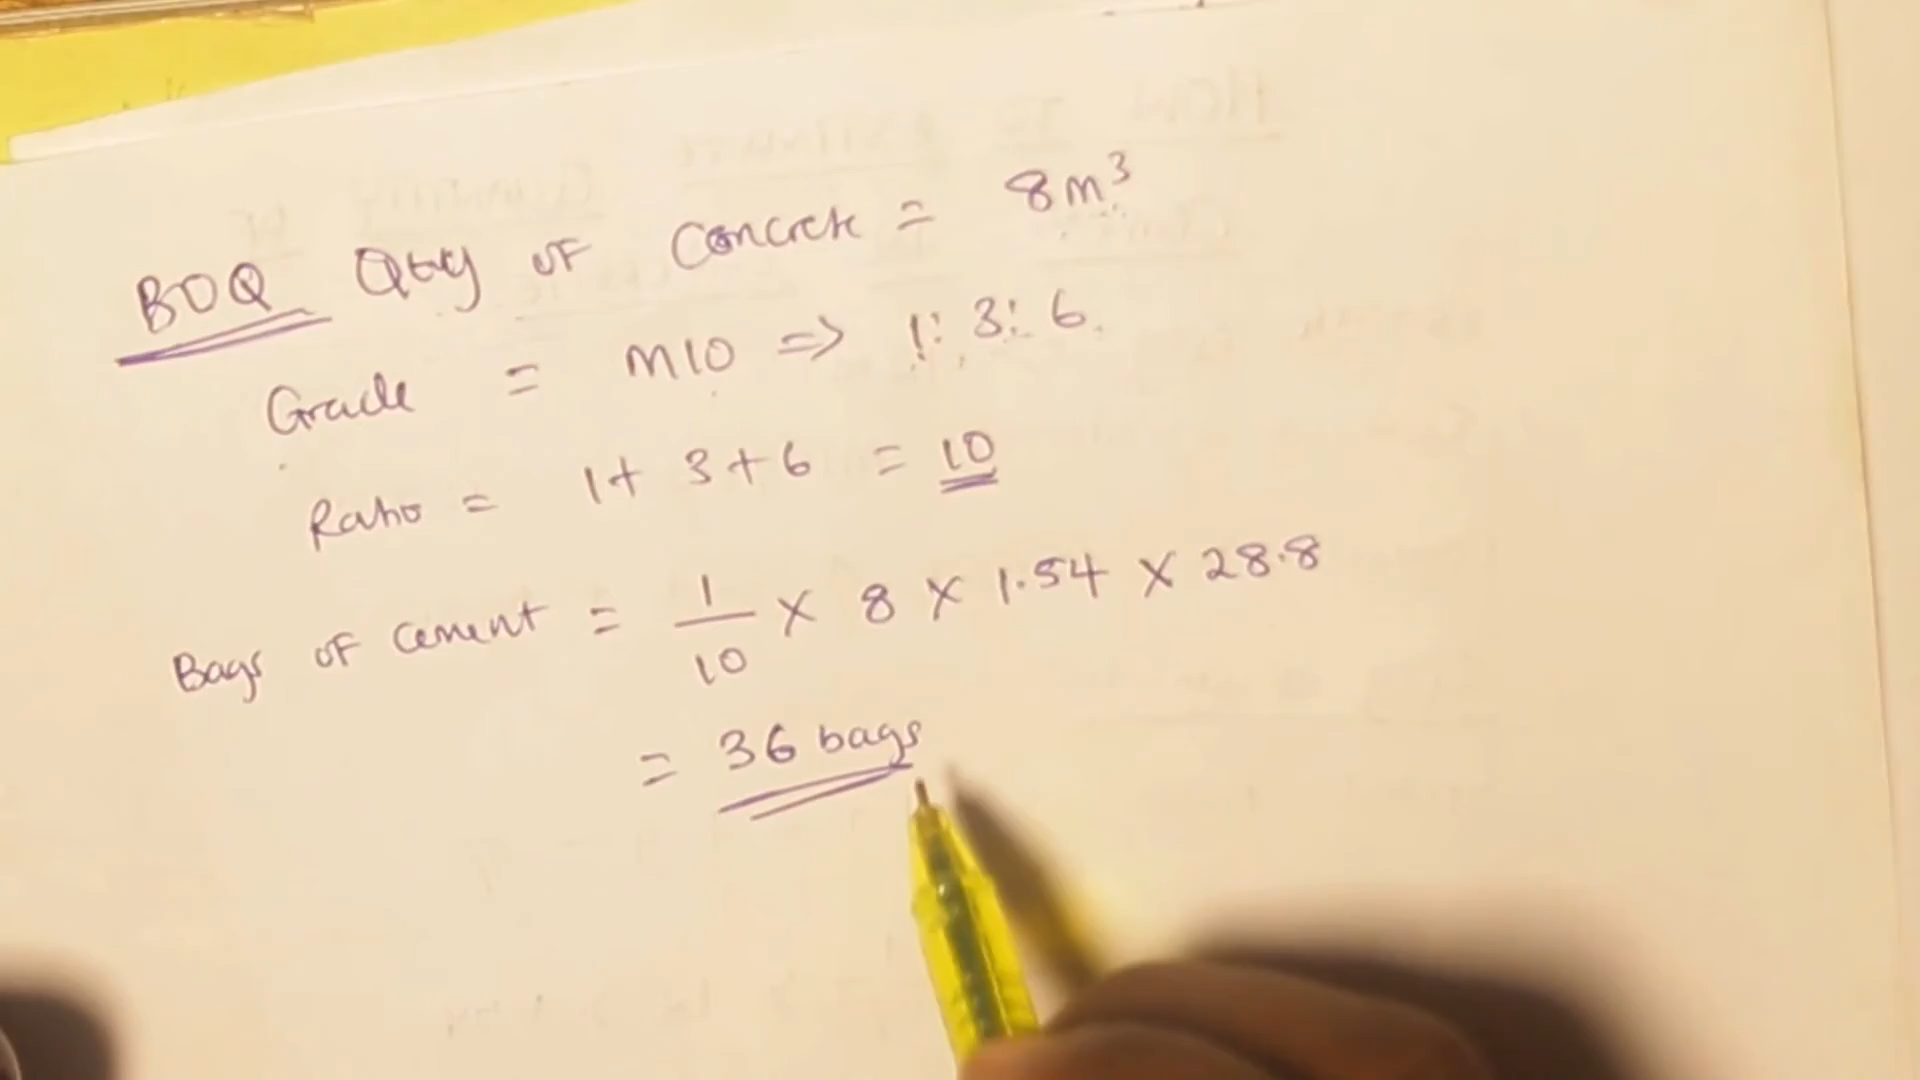 BOQ Qty of Concrete = 8m³
Grade = M10 => 1: 3: 6
Ratio = 1+ 3+6 = 10
Bags of Cement = 1/10 X 8 X 1.54 X 28.8
= 36 bags